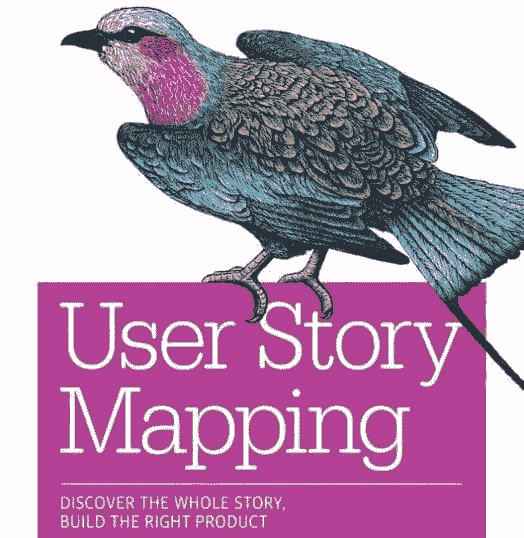 User Story
Mapping
DISCOVER THE WHOLE STORY,
BUILD THE RIGHT PRODUCT